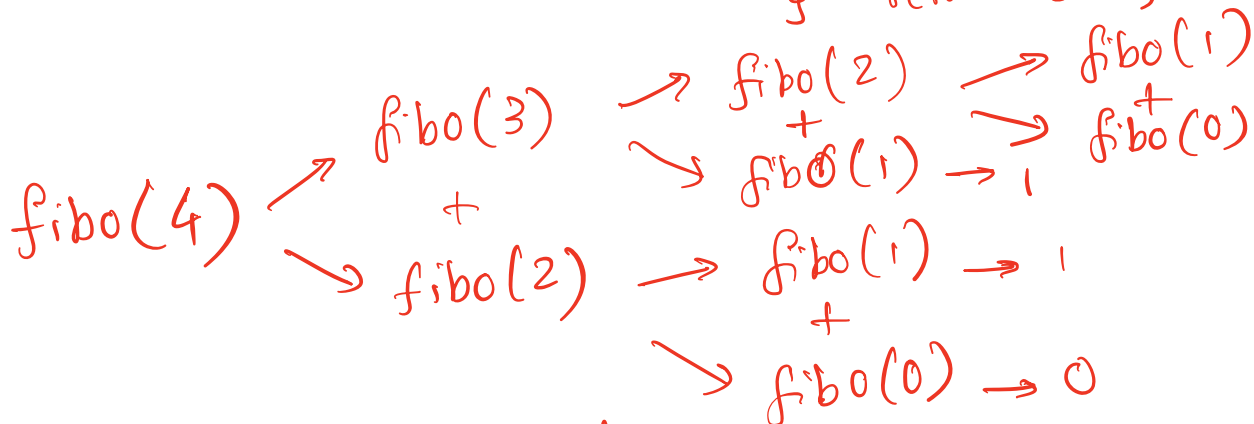 fibo(2) → fibo(1)
+ +
fibo(3) → fibo(0)
fibo(1) → 1
fibo(4) +
fibo(1) → 1
fibo(2) +
fibo(0) → 0